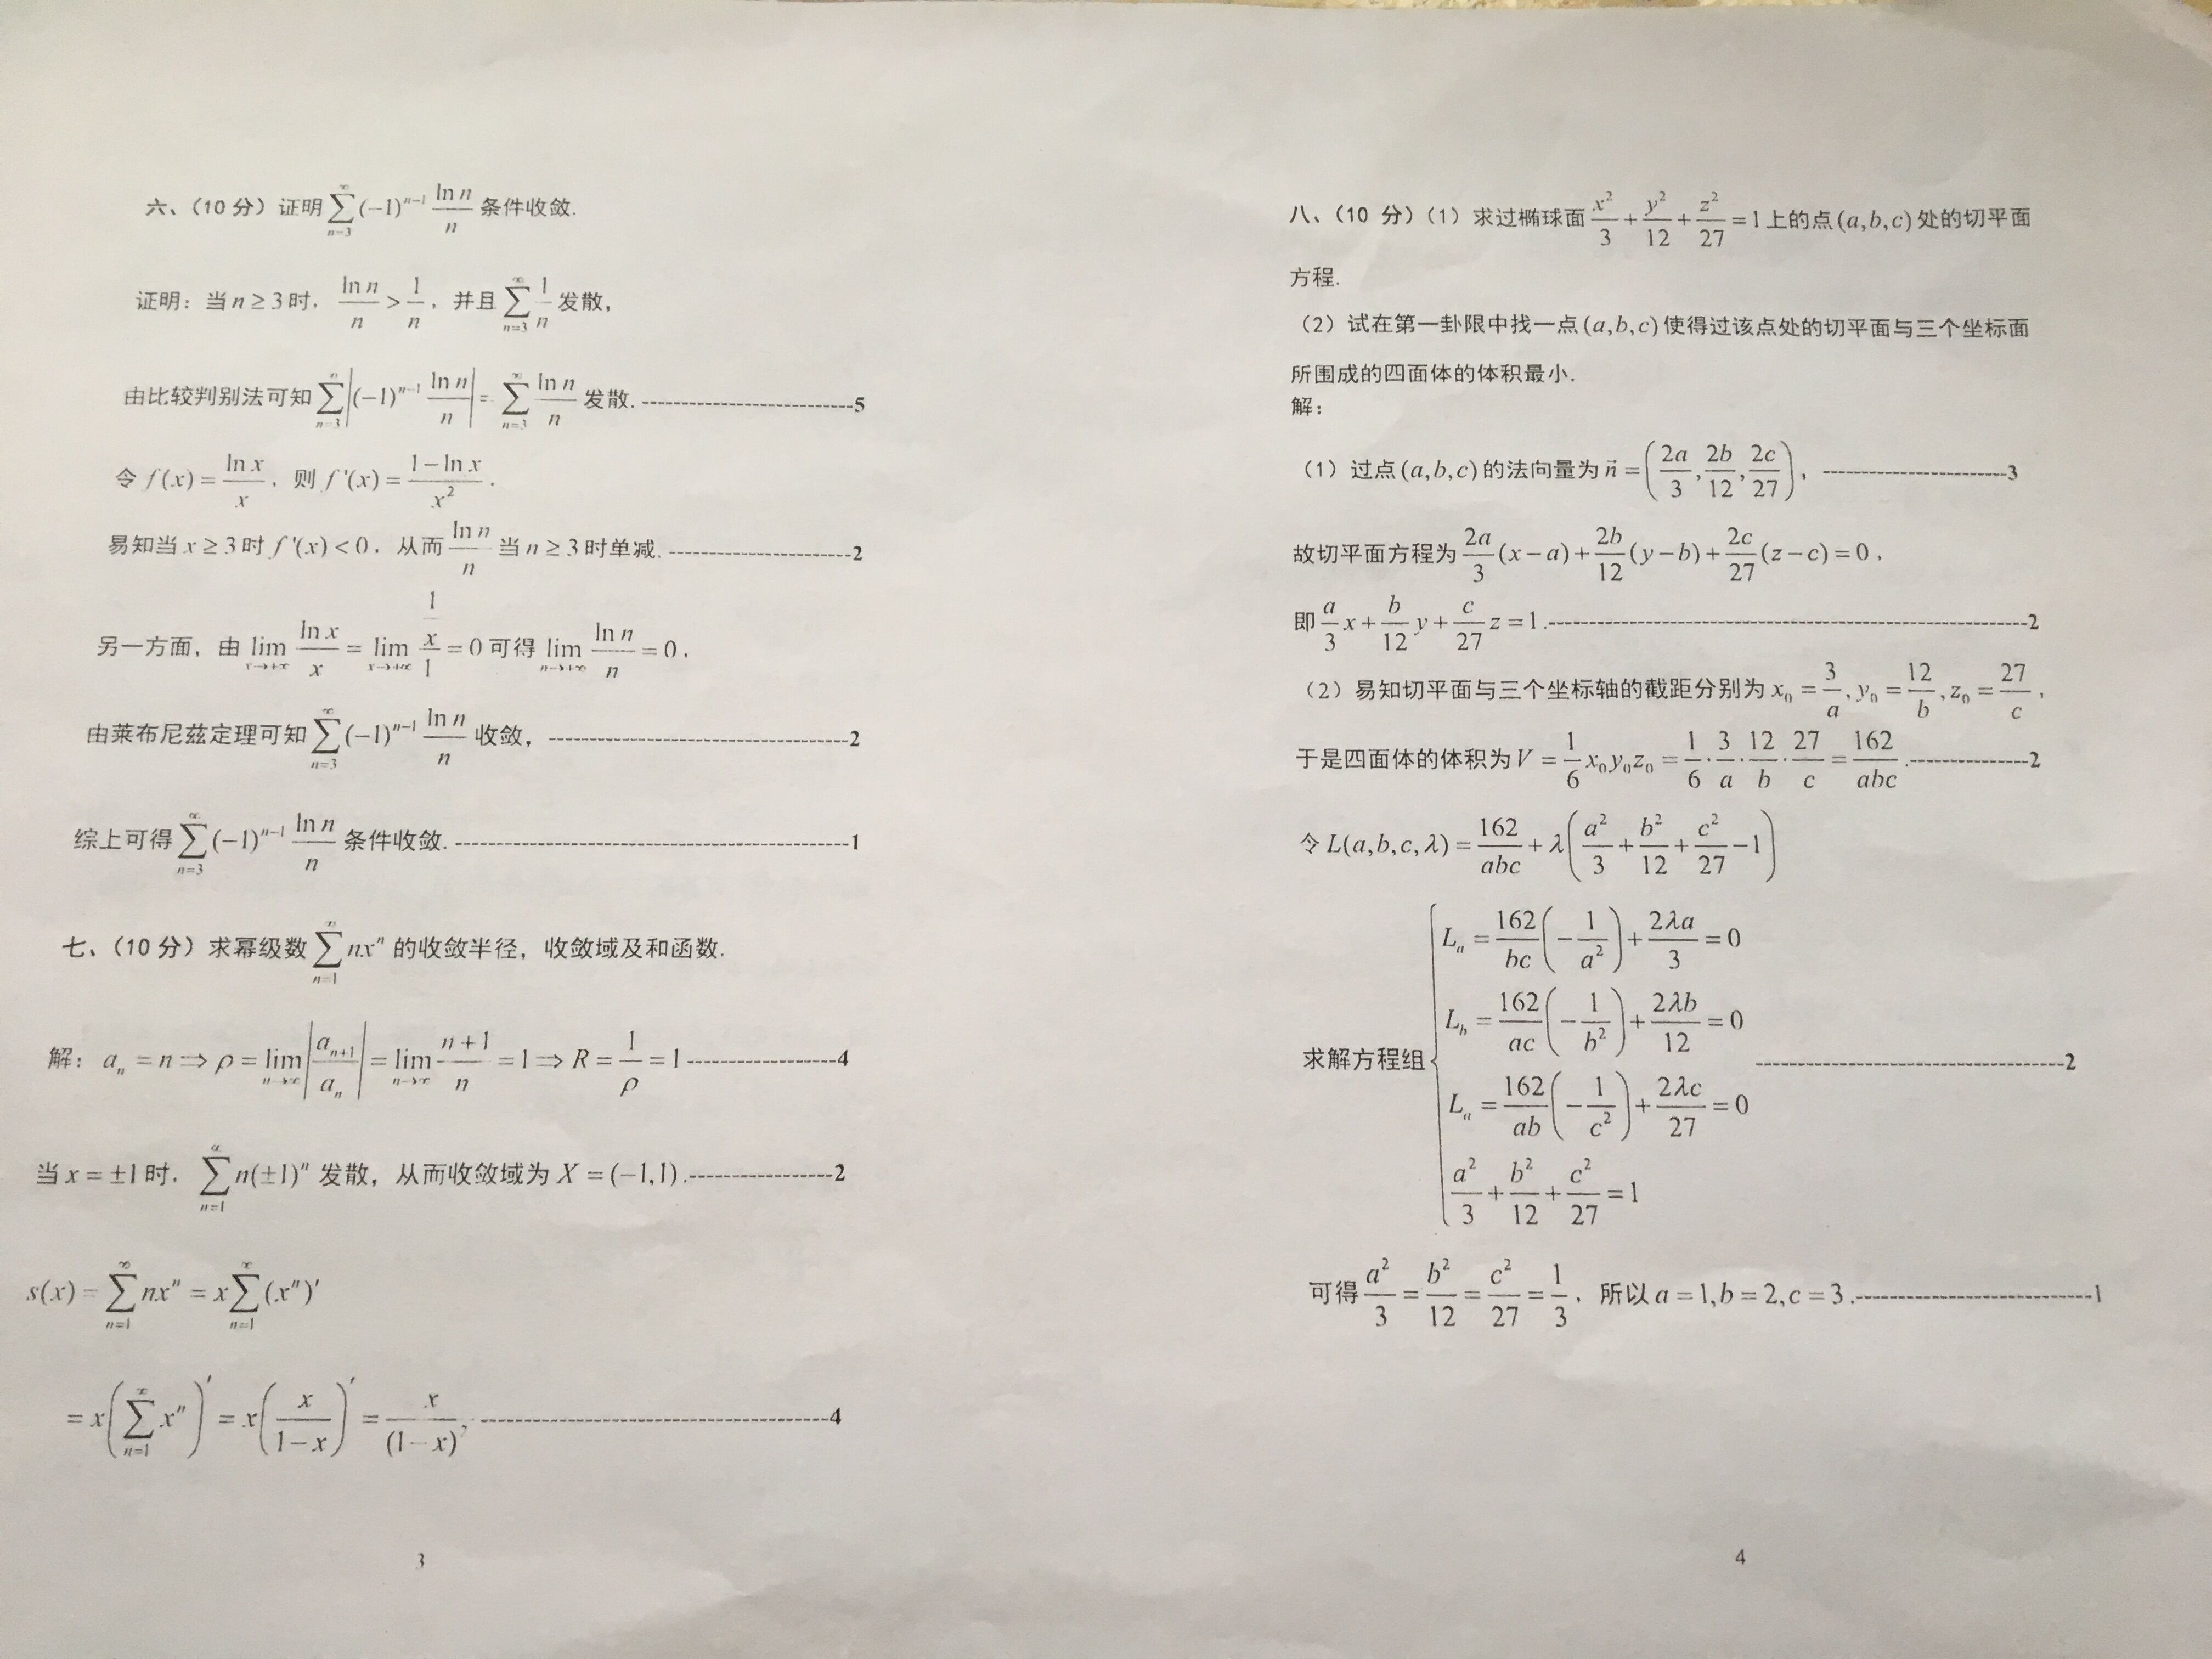 六、（10 分）证明 $\sum_{n=3}^{\infty}(-1)^{n-1}\frac{\ln n}{n}$ 条件收敛.
证明：当 $n\geq 3$ 时，$\frac{\ln n}{n}>\frac{1}{n}$，并且 $\sum_{n=3}^{\infty}\frac{1}{n}$ 发散，
由比较判别法可知 $\sum_{n=3}^{\infty}\left|(-1)^{n-1}\frac{\ln n}{n}\right|=\sum_{n=3}^{\infty}\frac{\ln n}{n}$ 发散. --------------------------5
令 $f(x)=\frac{\ln x}{x}$，则 $f'(x)=\frac{1-\ln x}{x^2}$.
易知当 $x\geq 3$ 时 $f'(x)<0$，从而 $\frac{\ln n}{n}$ 当 $n\geq 3$ 时单减. ----------------------2
另一方面，由 $\lim_{x\to+\infty}\frac{\ln x}{x}=\lim_{x\to+\infty}\frac{\frac{1}{x}}{1}=0$ 可得 $\lim_{n\to+\infty}\frac{\ln n}{n}=0$，
由莱布尼兹定理可知 $\sum_{n=3}^{\infty}(-1)^{n-1}\frac{\ln n}{n}$ 收敛，------------------------------------2
综上可得 $\sum_{n=3}^{\infty}(-1)^{n-1}\frac{\ln n}{n}$ 条件收敛. ------------------------------------------------1
七、（10 分）求幂级数 $\sum_{n=1}^{\infty}nx^n$ 的收敛半径，收敛域及和函数.
解：$a_n=n\Rightarrow\rho=\lim_{n\to\infty}\left|\frac{a_{n+1}}{a_n}\right|=\lim_{n\to\infty}\frac{n+1}{n}=1\Rightarrow R=\frac{1}{\rho}=1$ ------------------4
当 $x=\pm 1$ 时，$\sum_{n=1}^{\infty}n(\pm 1)^n$ 发散，从而收敛域为 $X=(-1,1)$.-----------------2
$s(x)=\sum_{n=1}^{\infty}nx^n=x\sum_{n=1}^{\infty}(x^n)'$
$=x\left(\sum_{n=1}^{\infty}x^n\right)'=x\left(\frac{x}{1-x}\right)'=\frac{x}{(1-x)^2}$ ------------------------------------------4
3
八、（10 分）（1）求过椭球面 $\frac{x^2}{3}+\frac{y^2}{12}+\frac{z^2}{27}=1$ 上的点 $(a,b,c)$ 处的切平面
方程.
（2）试在第一卦限中找一点 $(a,b,c)$ 使得过该点处的切平面与三个坐标面
所围成的四面体的体积最小.
解：
（1）过点 $(a,b,c)$ 的法向量为 $\vec{n}=\left(\frac{2a}{3},\frac{2b}{12},\frac{2c}{27}\right)$，----------------------3
故切平面方程为 $\frac{2a}{3}(x-a)+\frac{2b}{12}(y-b)+\frac{2c}{27}(z-c)=0$，
即 $\frac{a}{3}x+\frac{b}{12}y+\frac{c}{27}z=1$.----------------------------------------------------------2
（2）易知切平面与三个坐标轴的截距分别为 $x_0=\frac{3}{a},y_0=\frac{12}{b},z_0=\frac{27}{c}$，
于是四面体的体积为 $V=\frac{1}{6}x_0y_0z_0=\frac{1}{6}\cdot\frac{3}{a}\cdot\frac{12}{b}\cdot\frac{27}{c}=\frac{162}{abc}$.---------------2
令 $L(a,b,c,\lambda)=\frac{162}{abc}+\lambda\left(\frac{a^2}{3}+\frac{b^2}{12}+\frac{c^2}{27}-1\right)$
求解方程组 $\begin{cases}L_a=\frac{162}{bc}\left(-\frac{1}{a^2}\right)+\frac{2\lambda a}{3}=0\\L_b=\frac{162}{ac}\left(-\frac{1}{b^2}\right)+\frac{2\lambda b}{12}=0\\L_a=\frac{162}{ab}\left(-\frac{1}{c^2}\right)+\frac{2\lambda c}{27}=0\\\frac{a^2}{3}+\frac{b^2}{12}+\frac{c^2}{27}=1\end{cases}$ -------------------------------------2
可得 $\frac{a^2}{3}=\frac{b^2}{12}=\frac{c^2}{27}=\frac{1}{3}$，所以 $a=1,b=2,c=3$.-----------------------------1
4